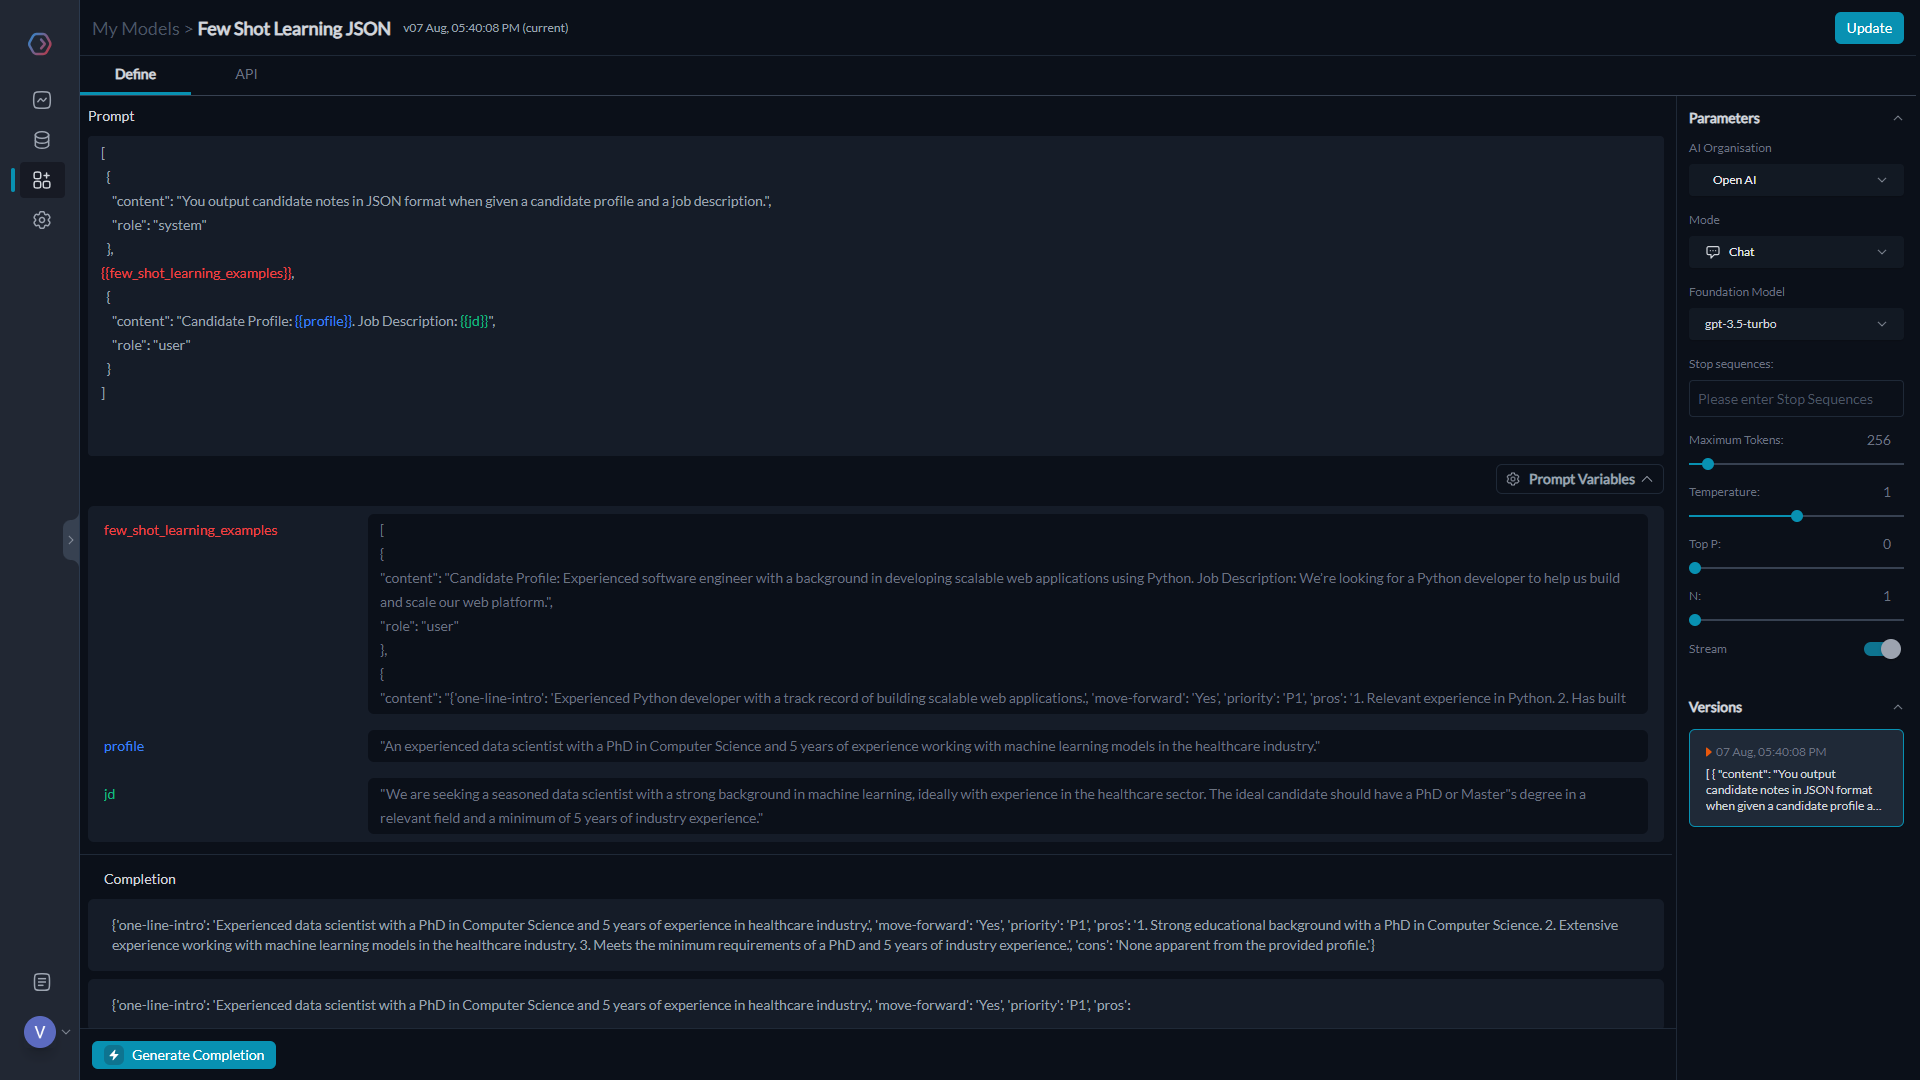 My Models > Few Shot Learning JSON v07 Aug, 05:40:08 PM (current)
Update
Define API
Prompt
[
{
"content": "You output candidate notes in JSON format when given a candidate profile and a job description.",
"role": "system"
},
{{few_shot_learning_examples}},
{
"content": "Candidate Profile: {{profile}}. Job Description: {{jd}}",
"role": "user"
}
]
Prompt Variables
few_shot_learning_examples
[
{
"content": "Candidate Profile: Experienced software engineer with a background in developing scalable web applications using Python. Job Description: We're looking for a Python developer to help us build
and scale our web platform.",
"role": "user"
},
{
"content": "{'one-line-intro': 'Experienced Python developer with a track record of building scalable web applications.', 'move-forward': 'Yes', 'priority': 'P1', 'pros': '1. Relevant experience in Python. 2. Has built
profile
"An experienced data scientist with a PhD in Computer Science and 5 years of experience working with machine learning models in the healthcare industry."
jd
"We are seeking a seasoned data scientist with a strong background in machine learning, ideally with experience in the healthcare sector. The ideal candidate should have a PhD or Master"s degree in a
relevant field and a minimum of 5 years of industry experience."
Completion
{'one-line-intro': 'Experienced data scientist with a PhD in Computer Science and 5 years of experience in healthcare industry.', 'move-forward': 'Yes', 'priority': 'P1', 'pros': '1. Strong educational background with a PhD in Computer Science. 2. Extensive
experience working with machine learning models in the healthcare industry. 3. Meets the minimum requirements of a PhD and 5 years of industry experience.', 'cons': 'None apparent from the provided profile.'}
{'one-line-intro': 'Experienced data scientist with a PhD in Computer Science and 5 years of experience in healthcare industry.', 'move-forward': 'Yes', 'priority': 'P1', 'pros':
Generate Completion
V
Parameters
AI Organisation
Open AI
Mode
Chat
Foundation Model
gpt-3.5-turbo
Stop sequences:
Please enter Stop Sequences
Maximum Tokens: 256
Temperature: 1
Top P: 0
N: 1
Stream
Versions
07 Aug, 05:40:08 PM
[ { "content": "You output
candidate notes in JSON format
when given a candidate profile a...